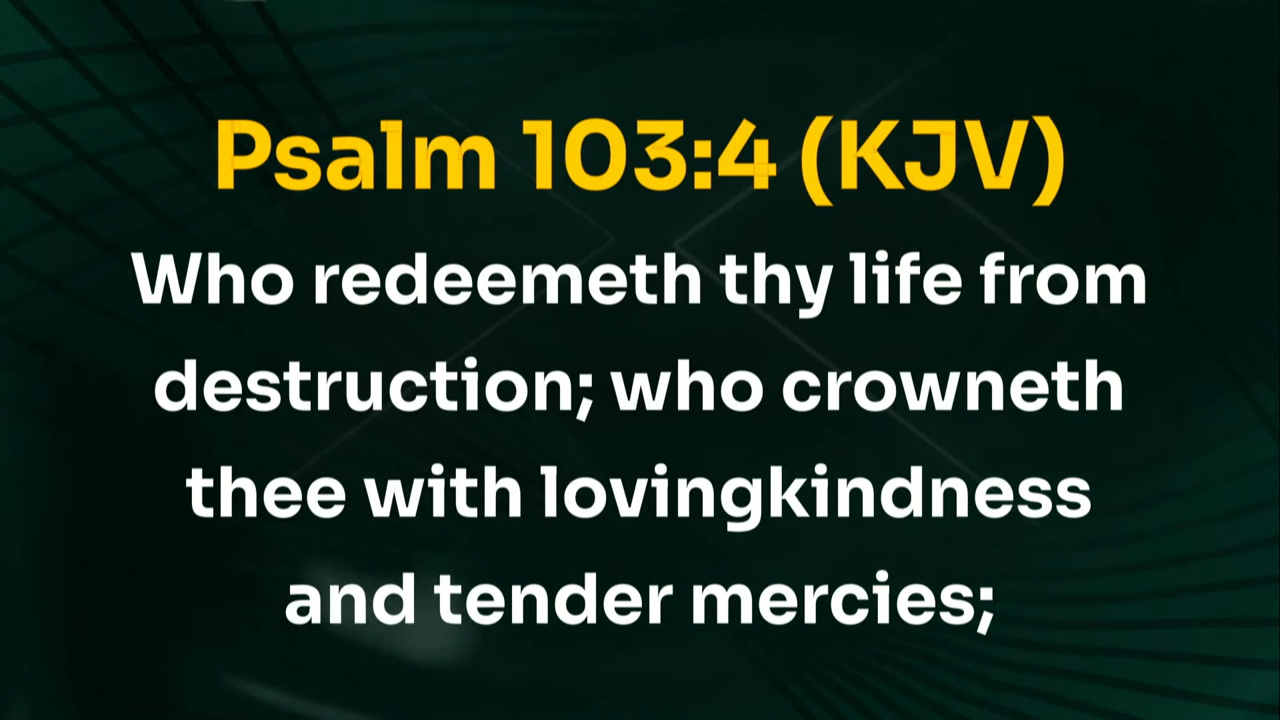 Psalm 103:4 (KJV)
Who redeemeth thy life from
destruction; who crowneth
thee with lovingkindness
and tender mercies;